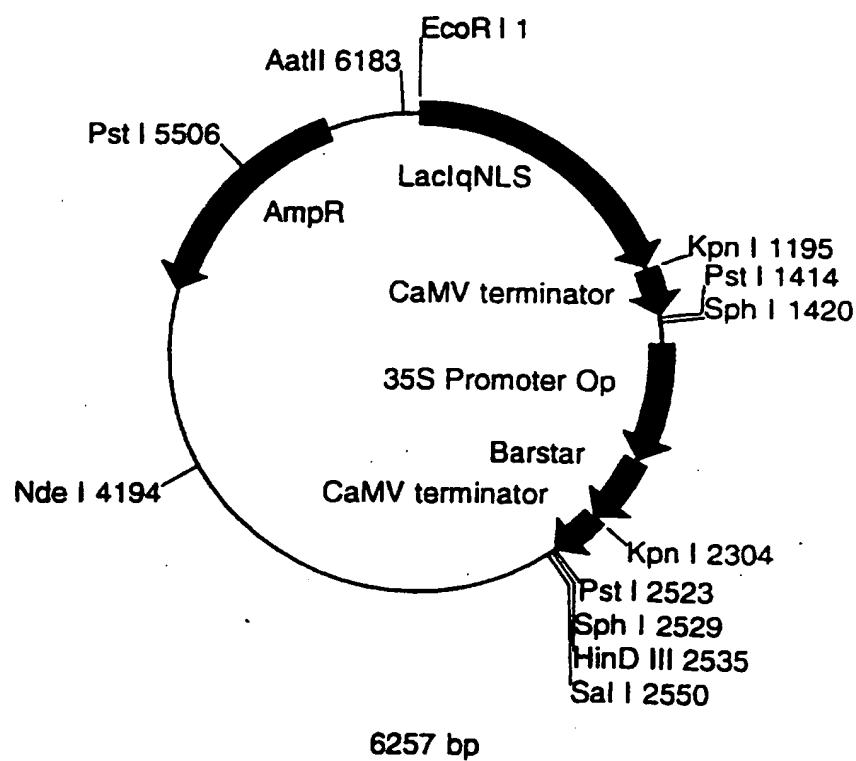 EcoR I 1
AatII 6183
Pst I 5506
LacIqNLS
AmpR
Kpn I 1195
Pst I 1414
CaMV terminator
Sph I 1420
35S Promoter Op
Barstar
Nde I 4194
CaMV terminator
Kpn I 2304
Pst I 2523
Sph I 2529
HinD III 2535
Sal I 2550
6257 bp